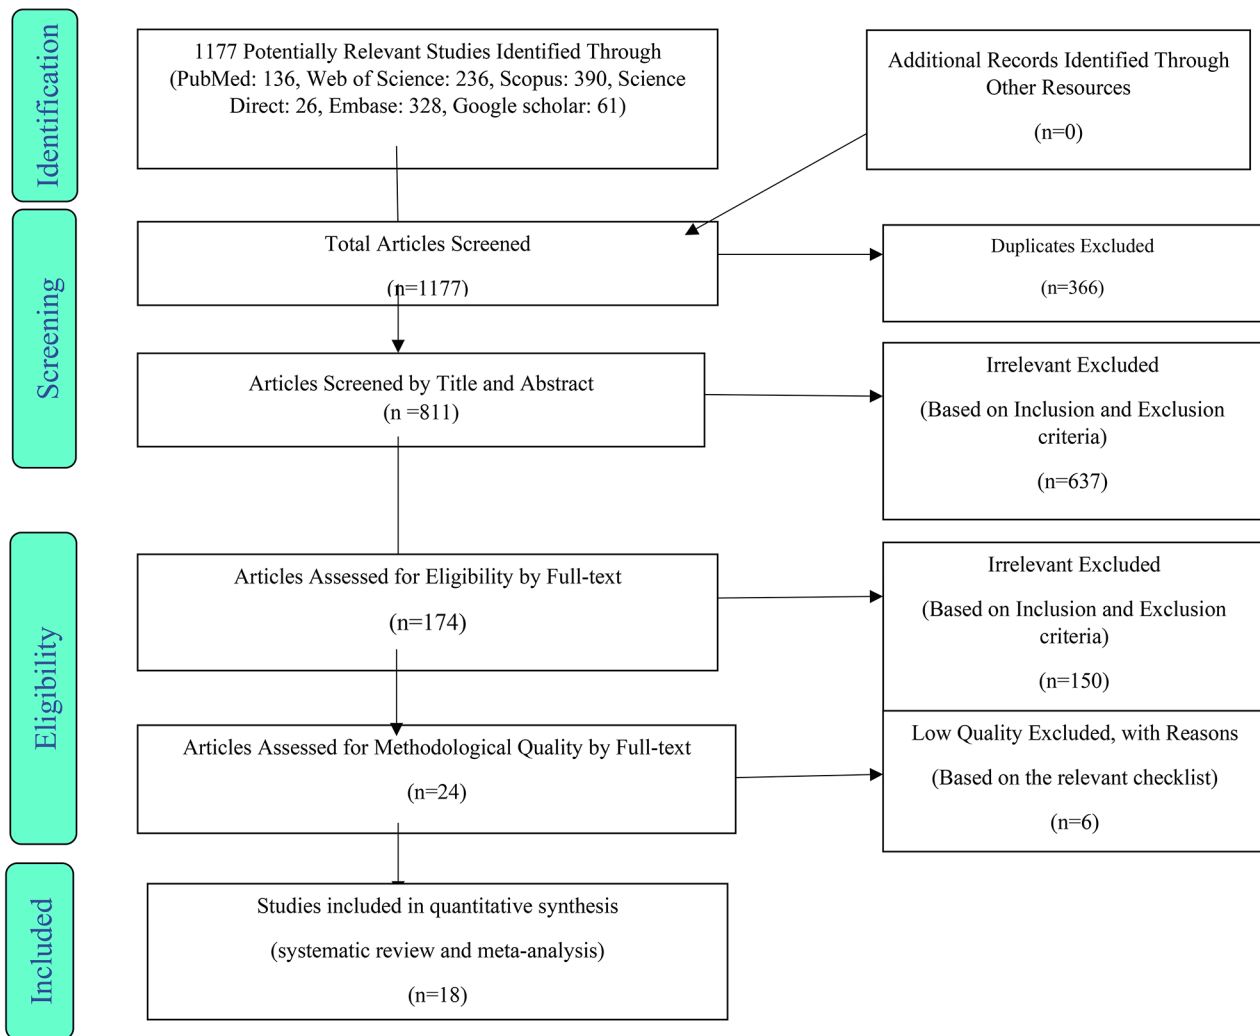 Identification
1177 Potentially Relevant Studies Identified Through
(PubMed: 136, Web of Science: 236, Scopus: 390, Science
Direct: 26, Embase: 328, Google scholar: 61)
Additional Records Identified Through
Other Resources
(n=0)
Screening
Total Articles Screened
(n=1177)
Duplicates Excluded
(n=366)
Articles Screened by Title and Abstract
(n =811)
Irrelevant Excluded
(Based on Inclusion and Exclusion
criteria)
(n=637)
Eligibility
Articles Assessed for Eligibility by Full-text
(n=174)
Irrelevant Excluded
(Based on Inclusion and Exclusion
criteria)
(n=150)
Articles Assessed for Methodological Quality by Full-text
(n=24)
Low Quality Excluded, with Reasons
(Based on the relevant checklist)
(n=6)
Included
Studies included in quantitative synthesis
(systematic review and meta-analysis)
(n=18)